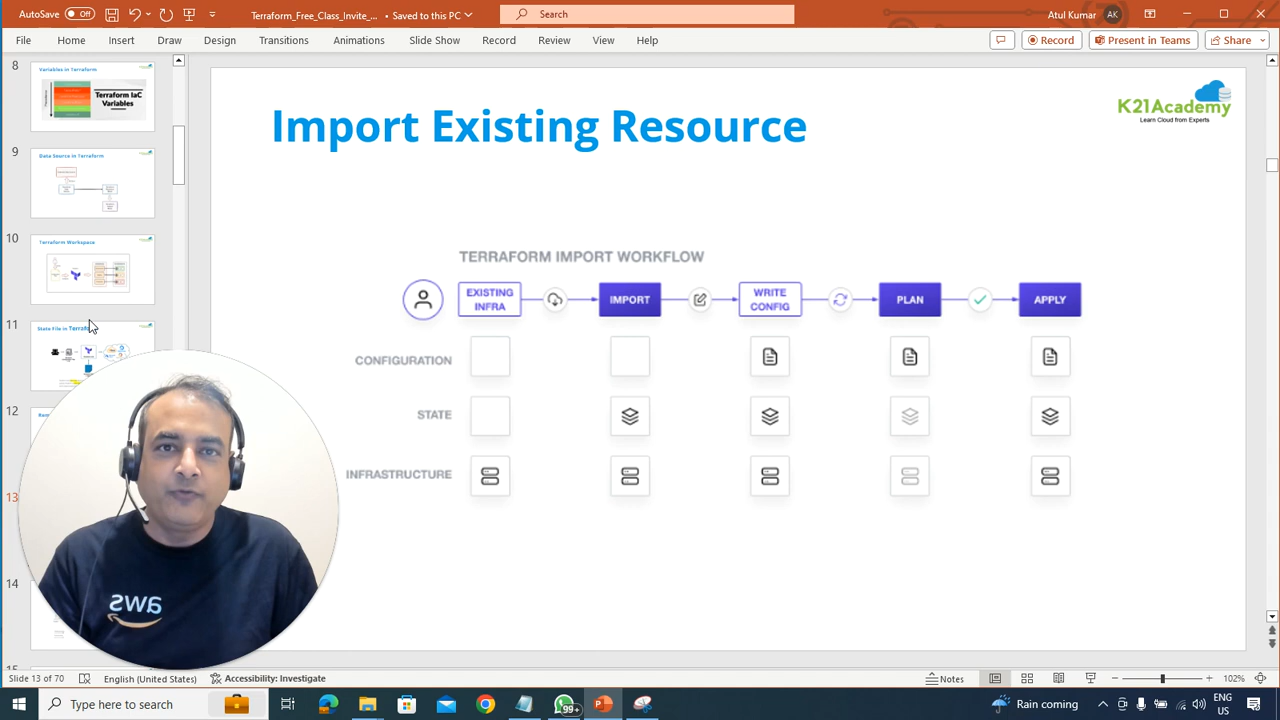 AutoSave Off
Terraform_Free_Class_Invite_... • Saved to this PC
Search
Atul Kumar AK
File Home Insert Draw Design Transitions Animations Slide Show Record Review View Help
Record Present in Teams Share
8
Variables in Terraform
Terraform IaC
Variables
9
Data Source in Terraform
10
Terraform Workspace
11
State File in Terrafo
12
13
14
15
Import Existing Resource
K21Academy
Learn Cloud from Experts
TERRAFORM IMPORT WORKFLOW
EXISTING
INFRA
IMPORT
WRITE
CONFIG
PLAN
APPLY
CONFIGURATION
STATE
INFRASTRUCTURE
aws
Slide 13 of 70 English (United States) Accessibility: Investigate
Notes
102%
Type here to search
99+
Rain coming
ENG
US